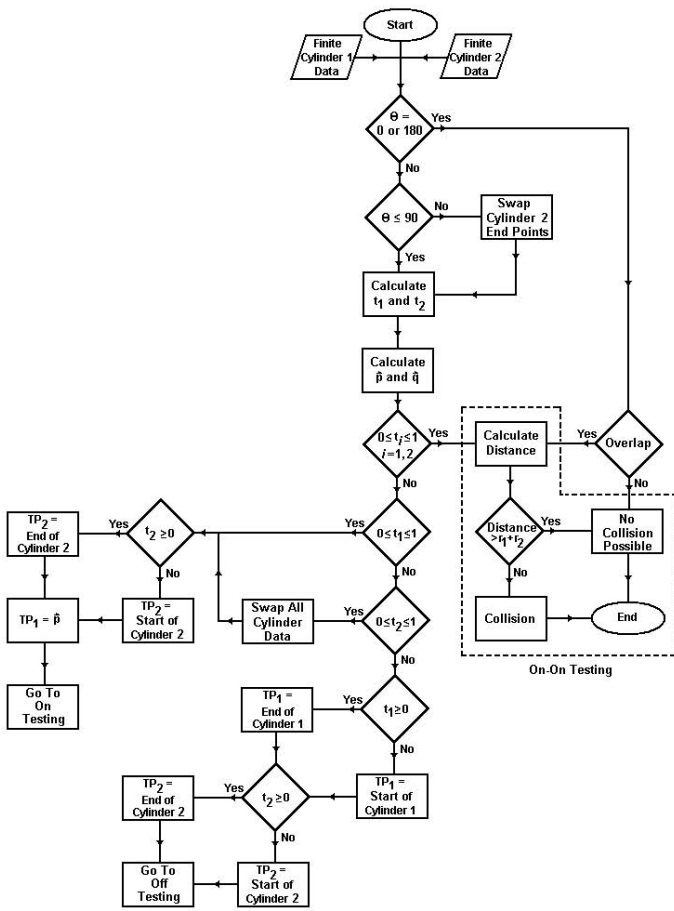 Start
Finite
Cylinder 1
Data
Finite
Cylinder 2
Data
Θ =
0 or 180
Yes
No
Θ ≤ 90
No
Swap
Cylinder 2
End Points
Yes
Calculate
t₁ and t₂
Calculate
p̂ and q̂
0≤tᵢ≤1
i=1,2
Yes
Calculate
Distance
Yes
Overlap
No
No
TP₂ =
End of
Cylinder 2
Yes
t₂ ≥0
Yes
0≤t₁≤1
Distance
>r₁+r₂
Yes
No
Collision
Possible
No
No
No
TP₁ = p̂
TP₂ =
Start of
Cylinder 2
Swap All
Cylinder
Data
Yes
0≤t₂≤1
Collision
End
No
On-On Testing
Go To
On
Testing
TP₁ =
End of
Cylinder 1
Yes
t₁≥0
No
TP₂ =
End of
Cylinder 2
Yes
t₂ ≥0
TP₁ =
Start of
Cylinder 1
No
Go To
Off
Testing
TP₂ =
Start of
Cylinder 2